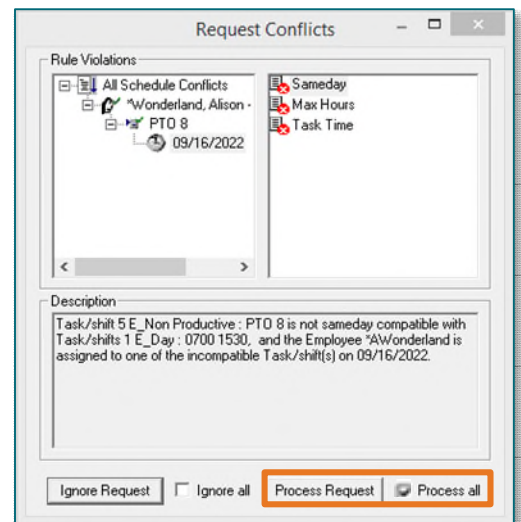 Request Conflicts
Rule Violations
All Schedule Conflicts
"Wonderland, Alison -
PTO 8
09/16/2022
Sameday
Max Hours
Task Time
Description
Task/shift 5 E_Non Productive : PTO 8 is not sameday compatible with
Task/shifts 1 E_Day : 0700 1530, and the Employee "AWonderland is
assigned to one of the incompatible Task/shift(s) on 09/16/2022.
Ignore Request
Ignore all
Process Request
Process all